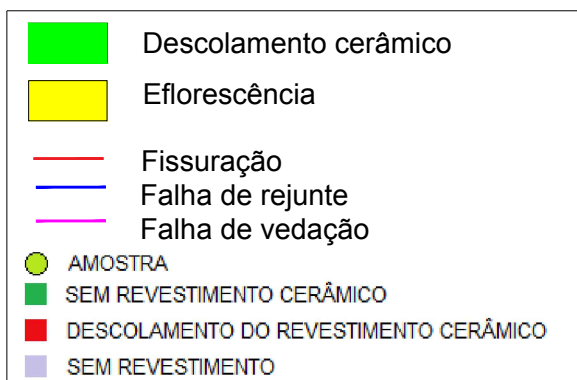 Descolamento cerâmico
Eflorescência
Fissuração
Falha de rejunte
Falha de vedação
AMOSTRA
SEM REVESTIMENTO CERÂMICO
DESCOLAMENTO DO REVESTIMENTO CERÂMICO
SEM REVESTIMENTO